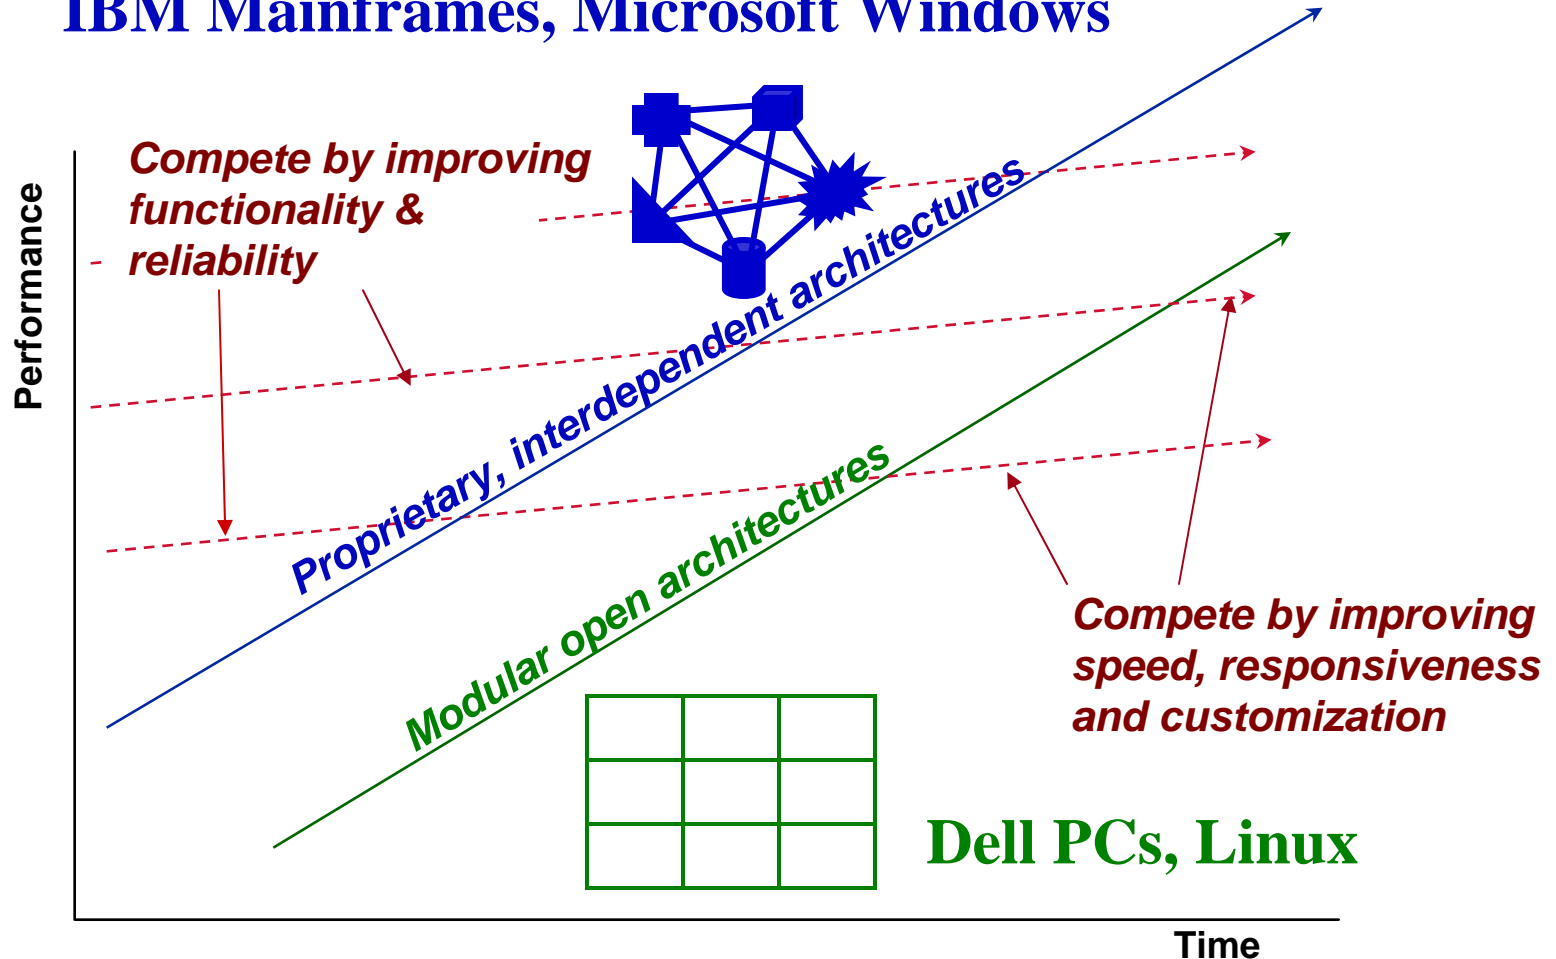 IBM Mainframes, Microsoft Windows
Compete by improving
functionality &
reliability
Performance
Proprietary, interdependent architectures
Modular open architectures
Compete by improving
speed, responsiveness
and customization
Dell PCs, Linux
Time